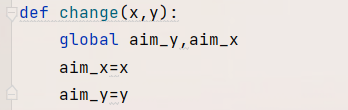 def change(x,y):
    global aim_y,aim_x
    aim_x=x
    aim_y=y